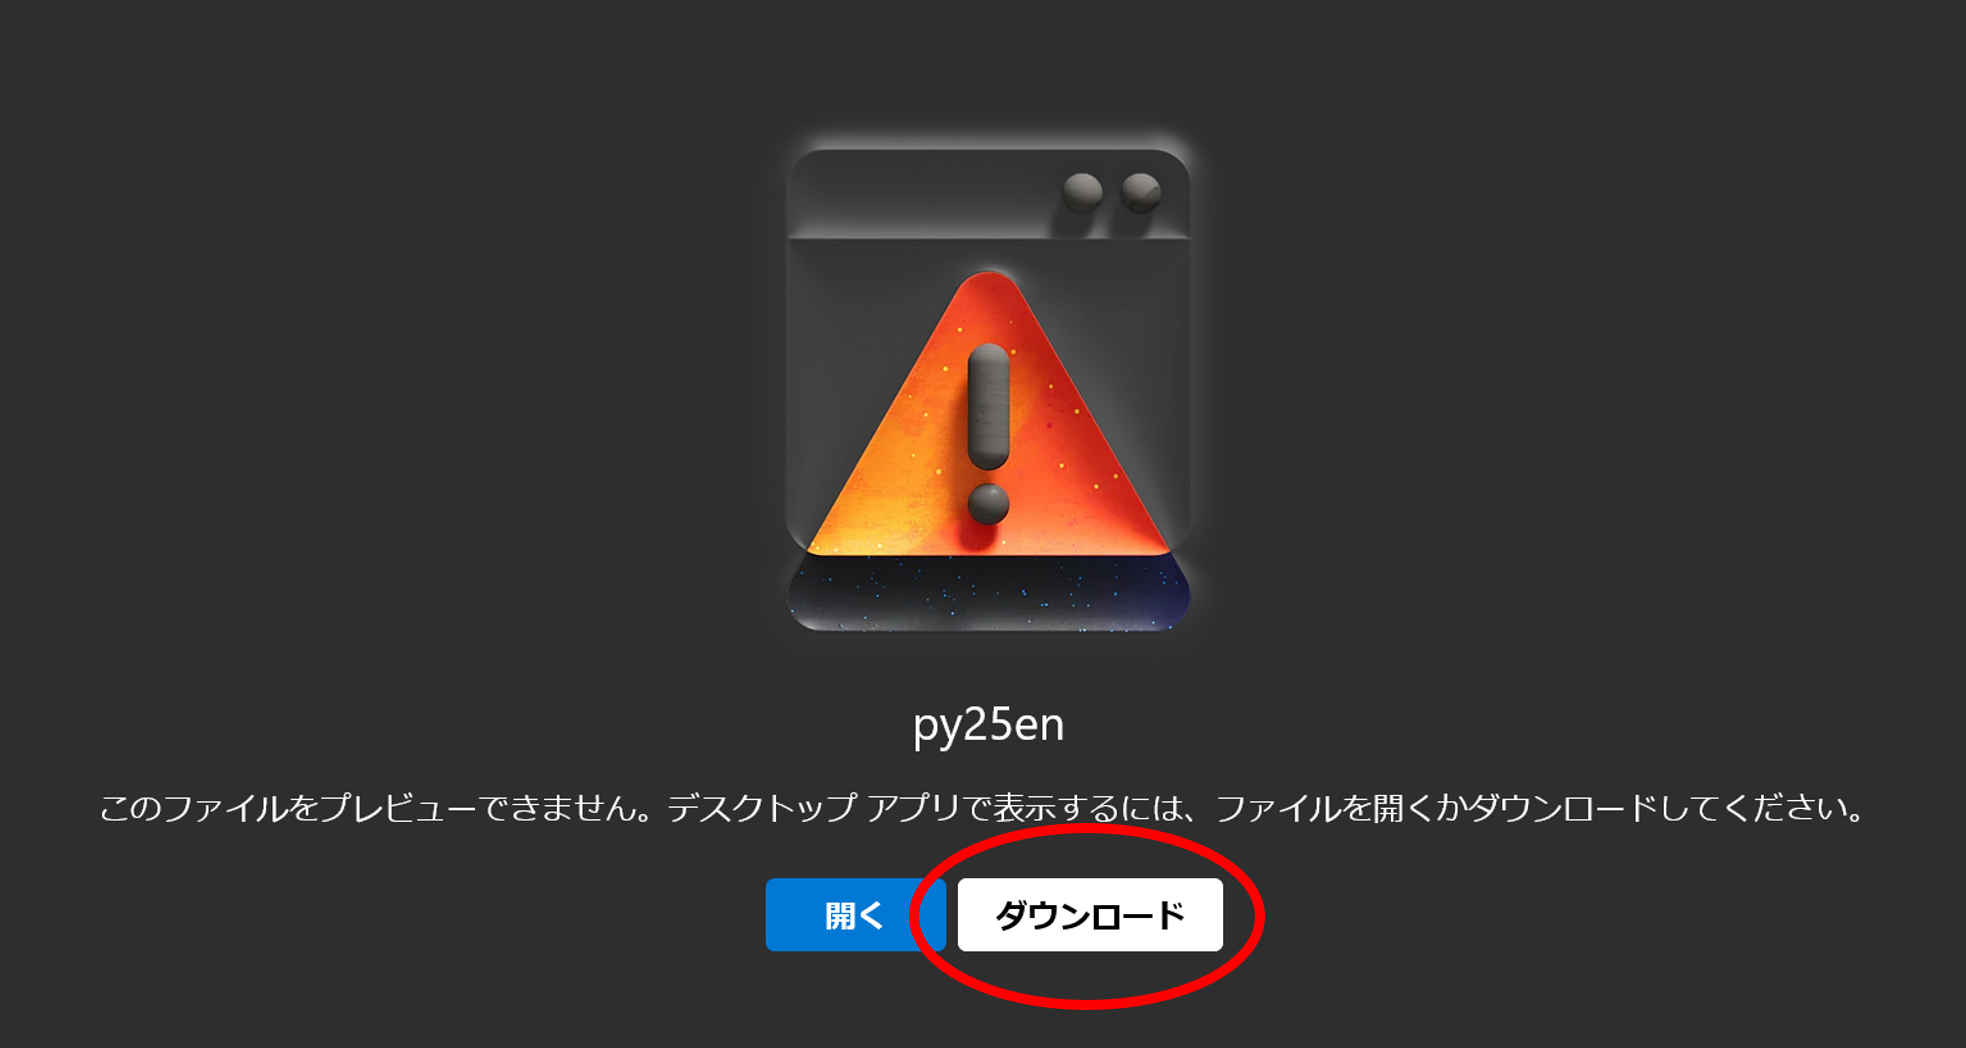 py25en
このファイルをプレビューできません。デスクトップ アプリで表示するには、ファイルを開くかダウンロードしてください。
開く
ダウンロード